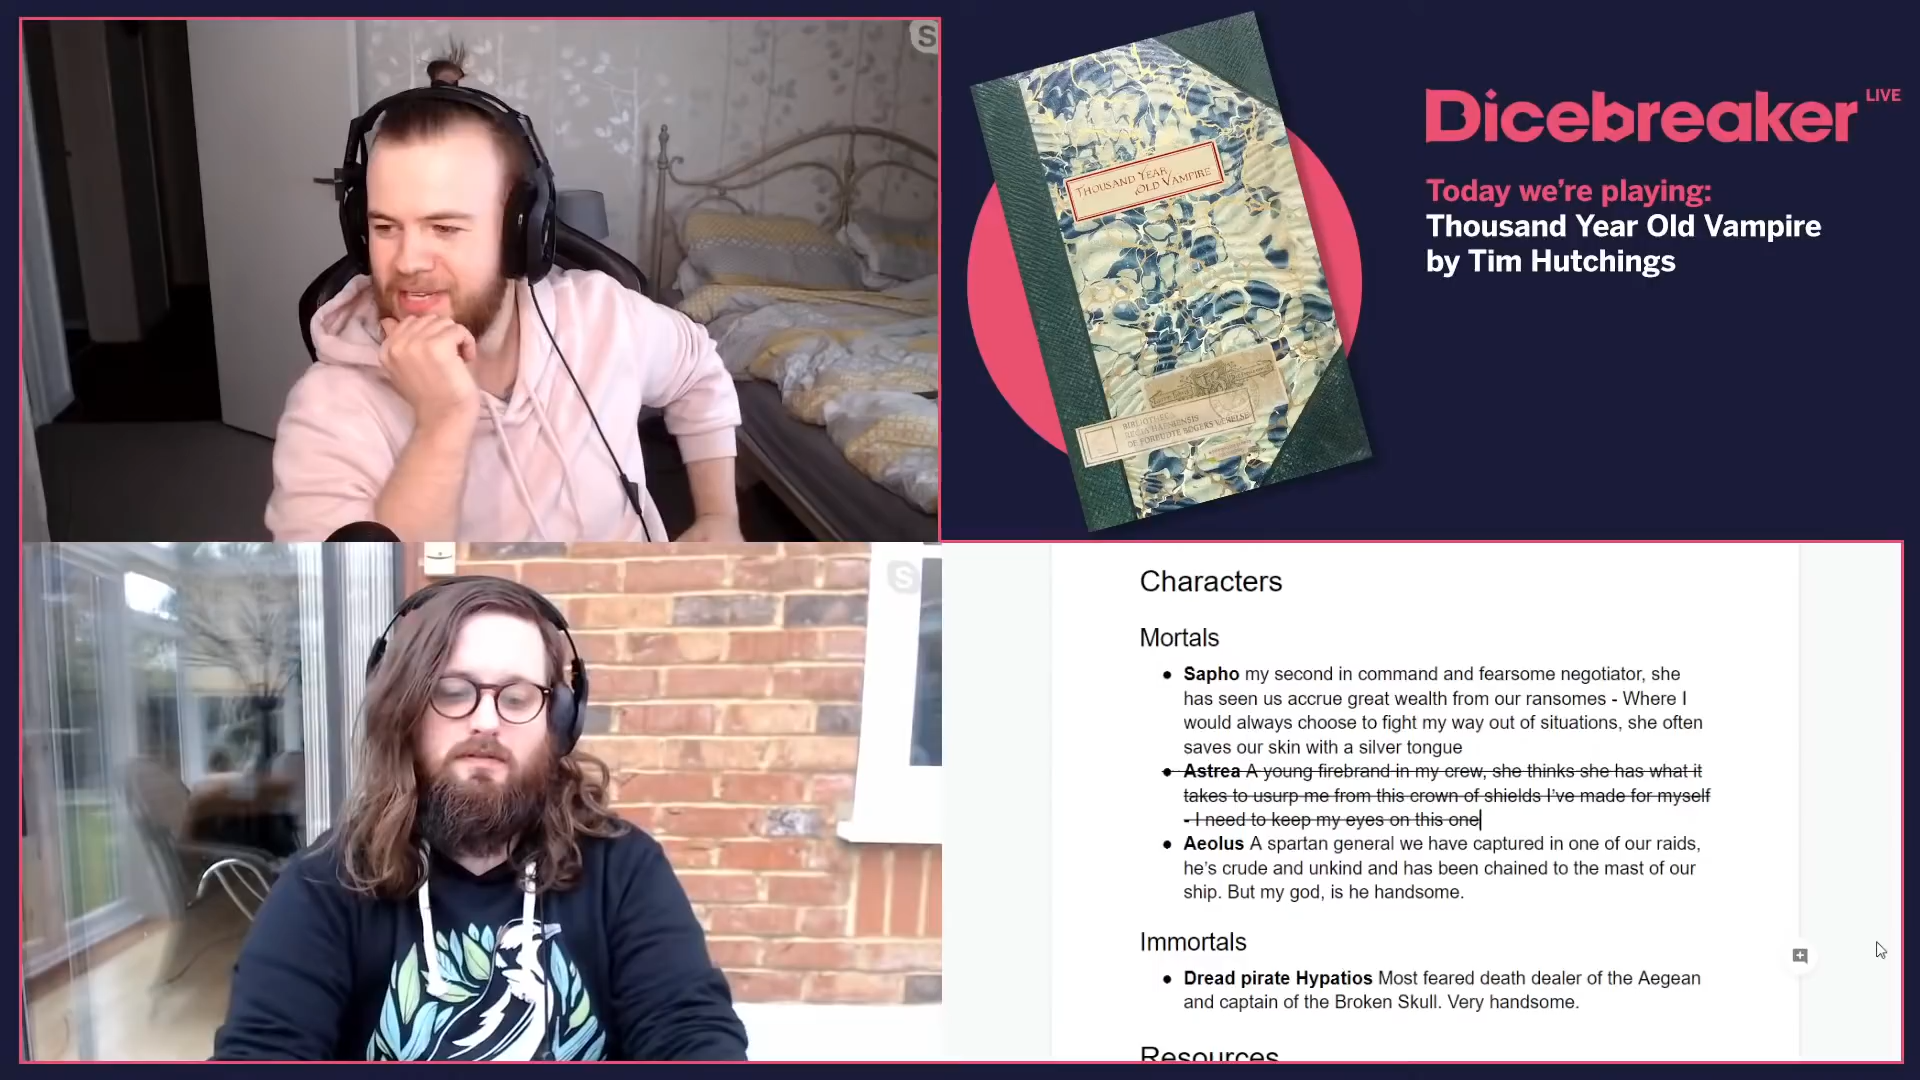 S
Dicebreaker LIVE
Today we're playing:
Thousand Year Old Vampire
by Tim Hutchings
THOUSAND YEAR
OLD VAMPIRE
S
Characters
Mortals
● Sapho my second in command and fearsome negotiator, she
has seen us accrue great wealth from our ransomes - Where I
would always choose to fight my way out of situations, she often
saves our skin with a silver tongue
● Astrea A young firebrand in my crew, she thinks she has what it
takes to usurp me from this crown of shields I've made for myself
- I need to keep my eyes on this one
● Aeolus A spartan general we have captured in one of our raids,
he's crude and unkind and has been chained to the mast of our
ship. But my god, is he handsome.
Immortals
● Dread pirate Hypatios Most feared death dealer of the Aegean
and captain of the Broken Skull. Very handsome.
Resources